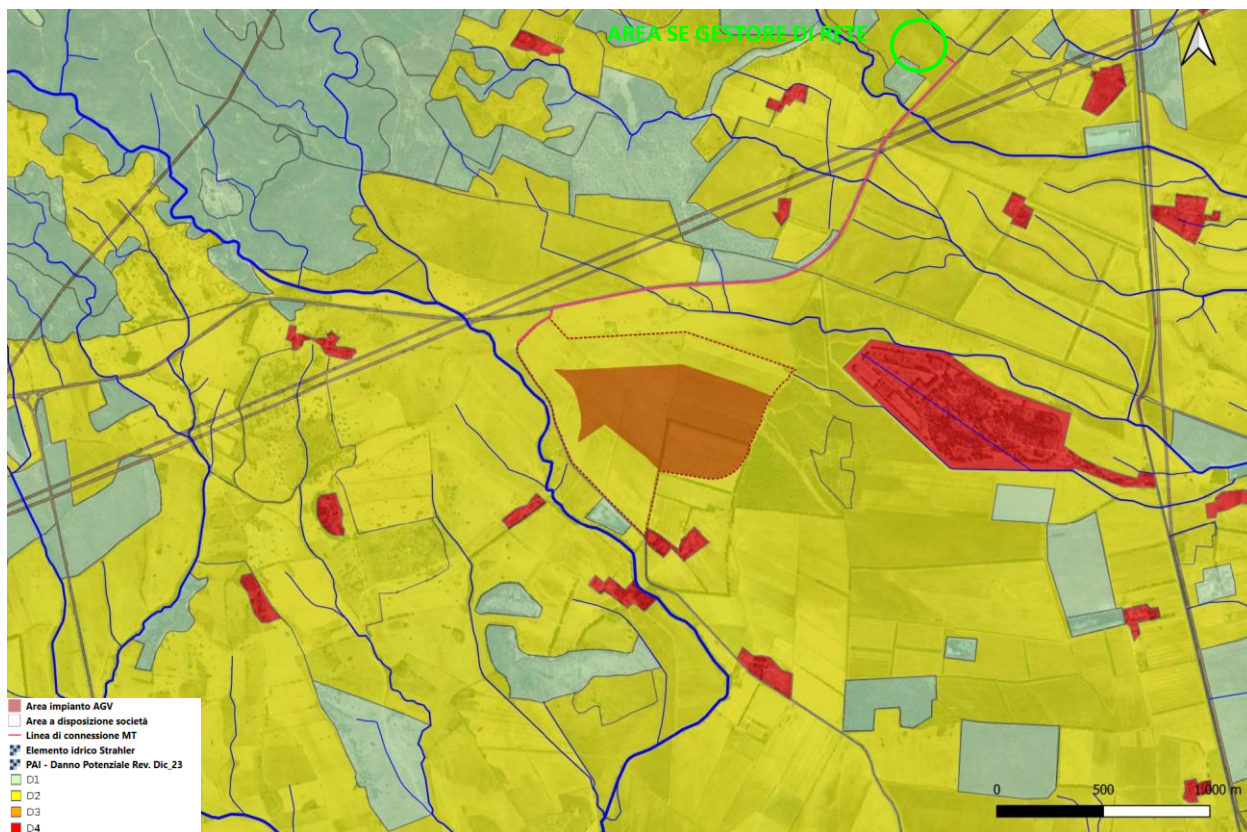 AREA SE GESTORE DI RETE
Area impianto AGV
Area a disposizione società
Linea di connessione MT
Elemento idrico Strahler
PAI - Danno Potenziale Rev. Dic_23
D1
D2
D3
D4
0 500 1.000 m